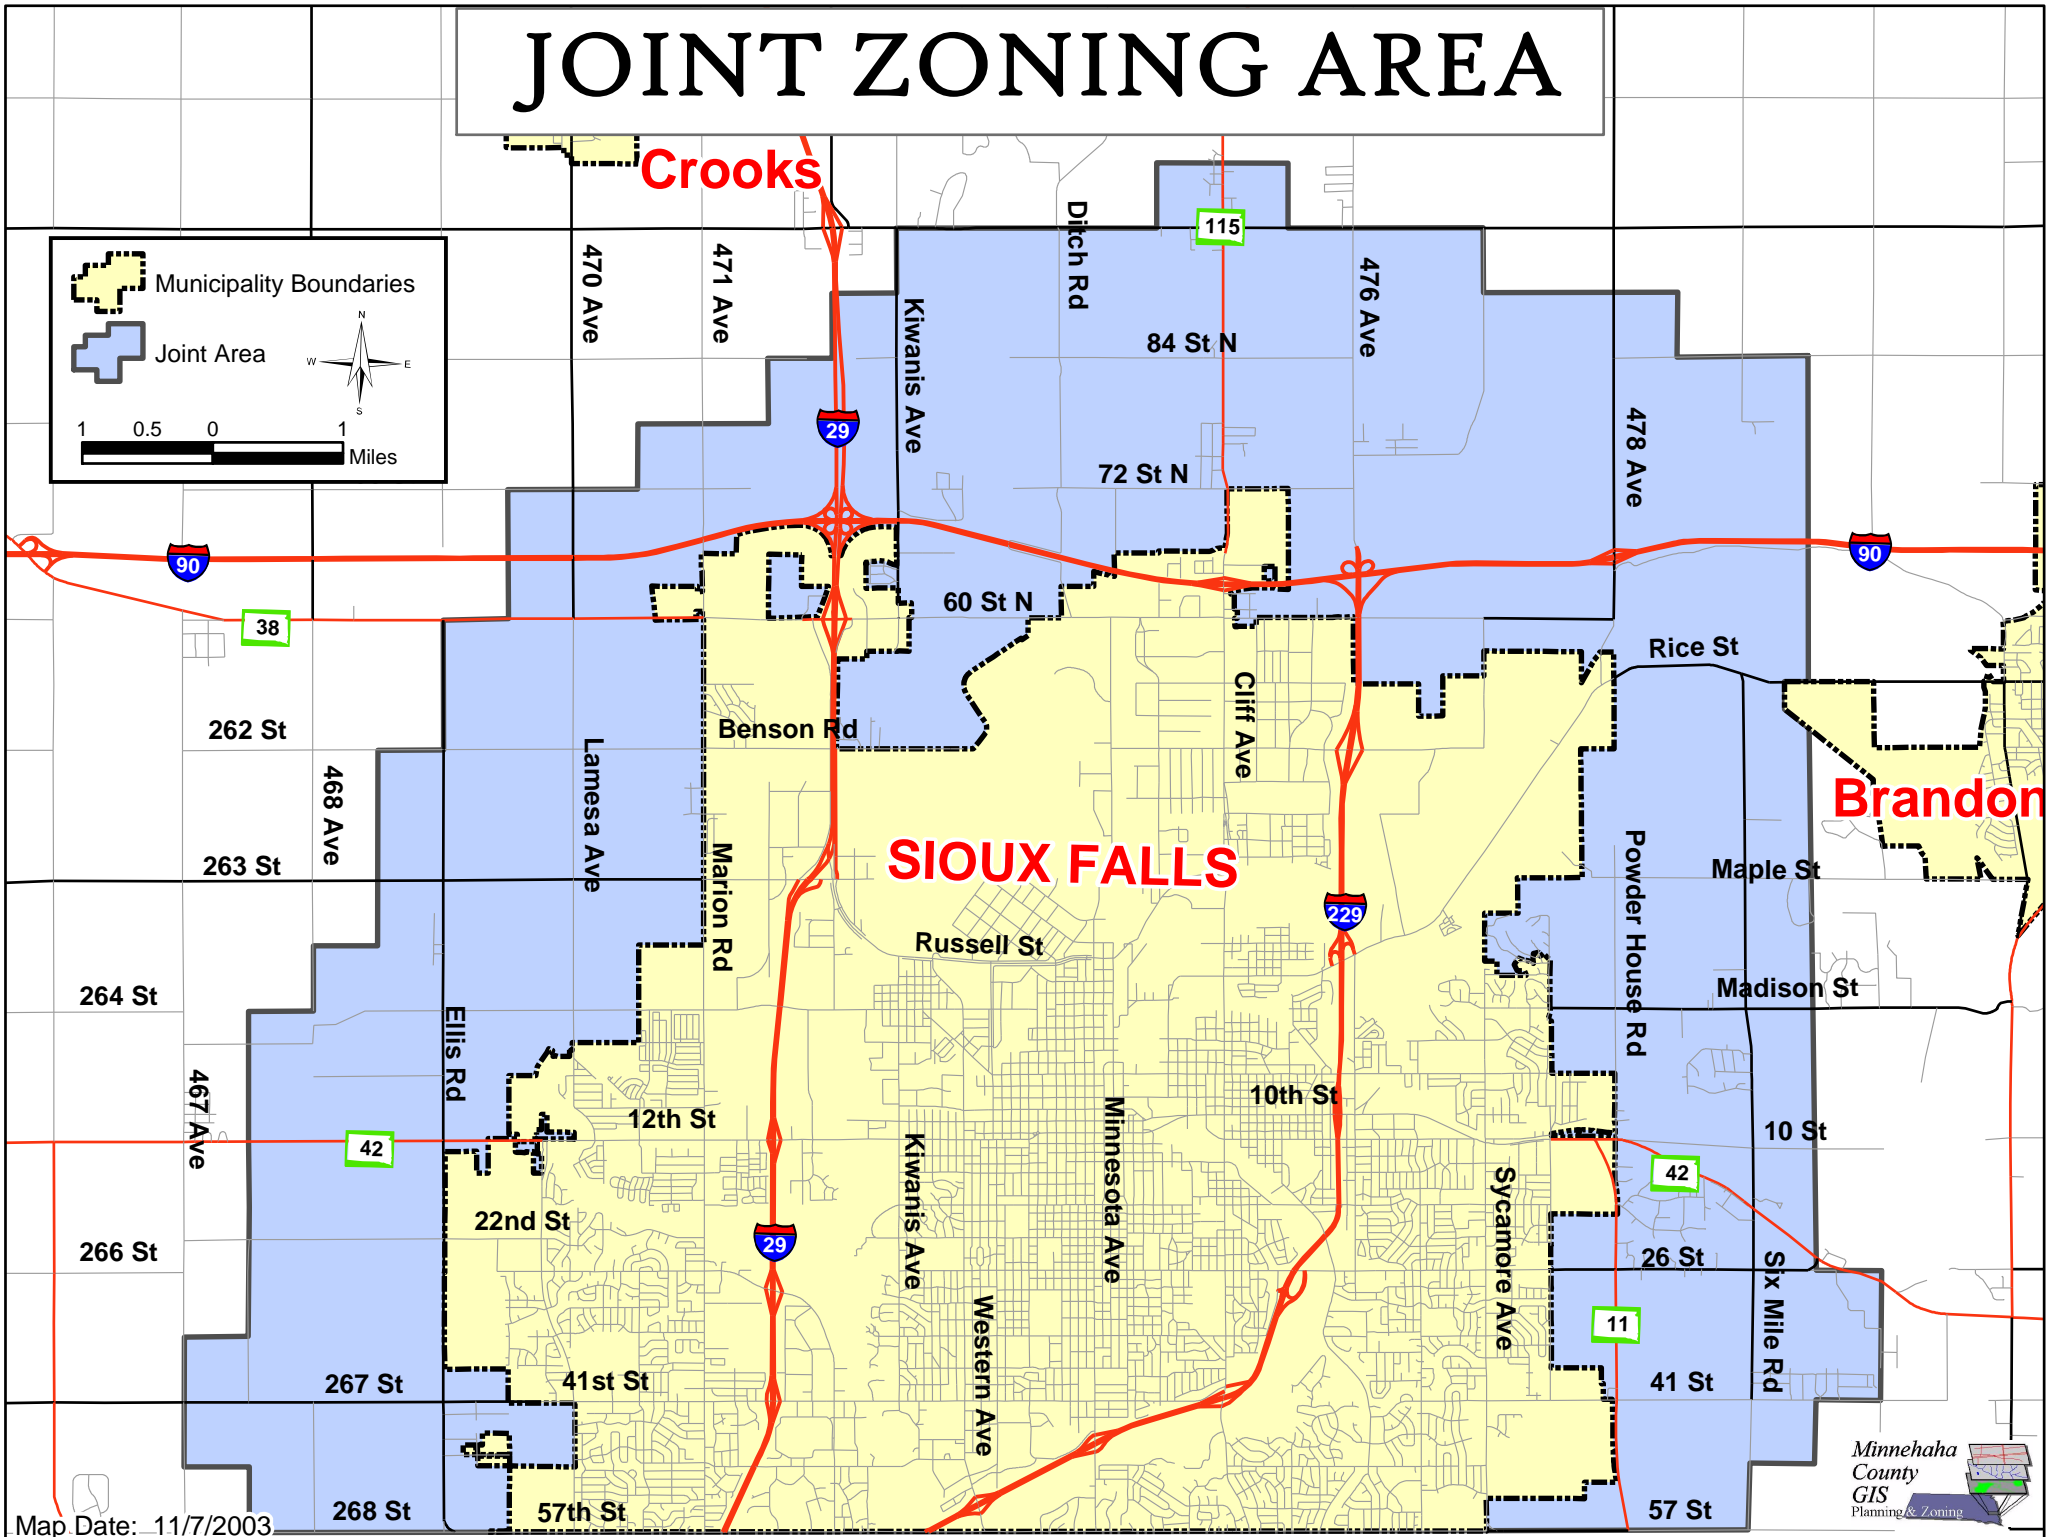 JOINT ZONING AREA
Crooks
115
Ditch Rd
470 Ave
471 Ave
476 Ave
Municipality Boundaries
Joint Area
N
W
E
S
1 0.5 0 1
Miles
Kiwanis Ave
84 St N
29
478 Ave
72 St N
90
90
38
60 St N
Rice St
262 St
Benson Rd
Cliff Ave
468 Ave
Lamesa Ave
Brandon
SIOUX FALLS
263 St
Marion Rd
Powder House Rd
Maple St
229
Russell St
264 St
Madison St
Ellis Rd
467 Ave
12th St
10th St
Minnesota Ave
10 St
42
Kiwanis Ave
Sycamore Ave
42
22nd St
29
266 St
26 St
Six Mile Rd
Western Ave
11
267 St
41st St
41 St
Minnehaha
County
GIS
Planning & Zoning
268 St
57th St
57 St
Map Date: 11/7/2003